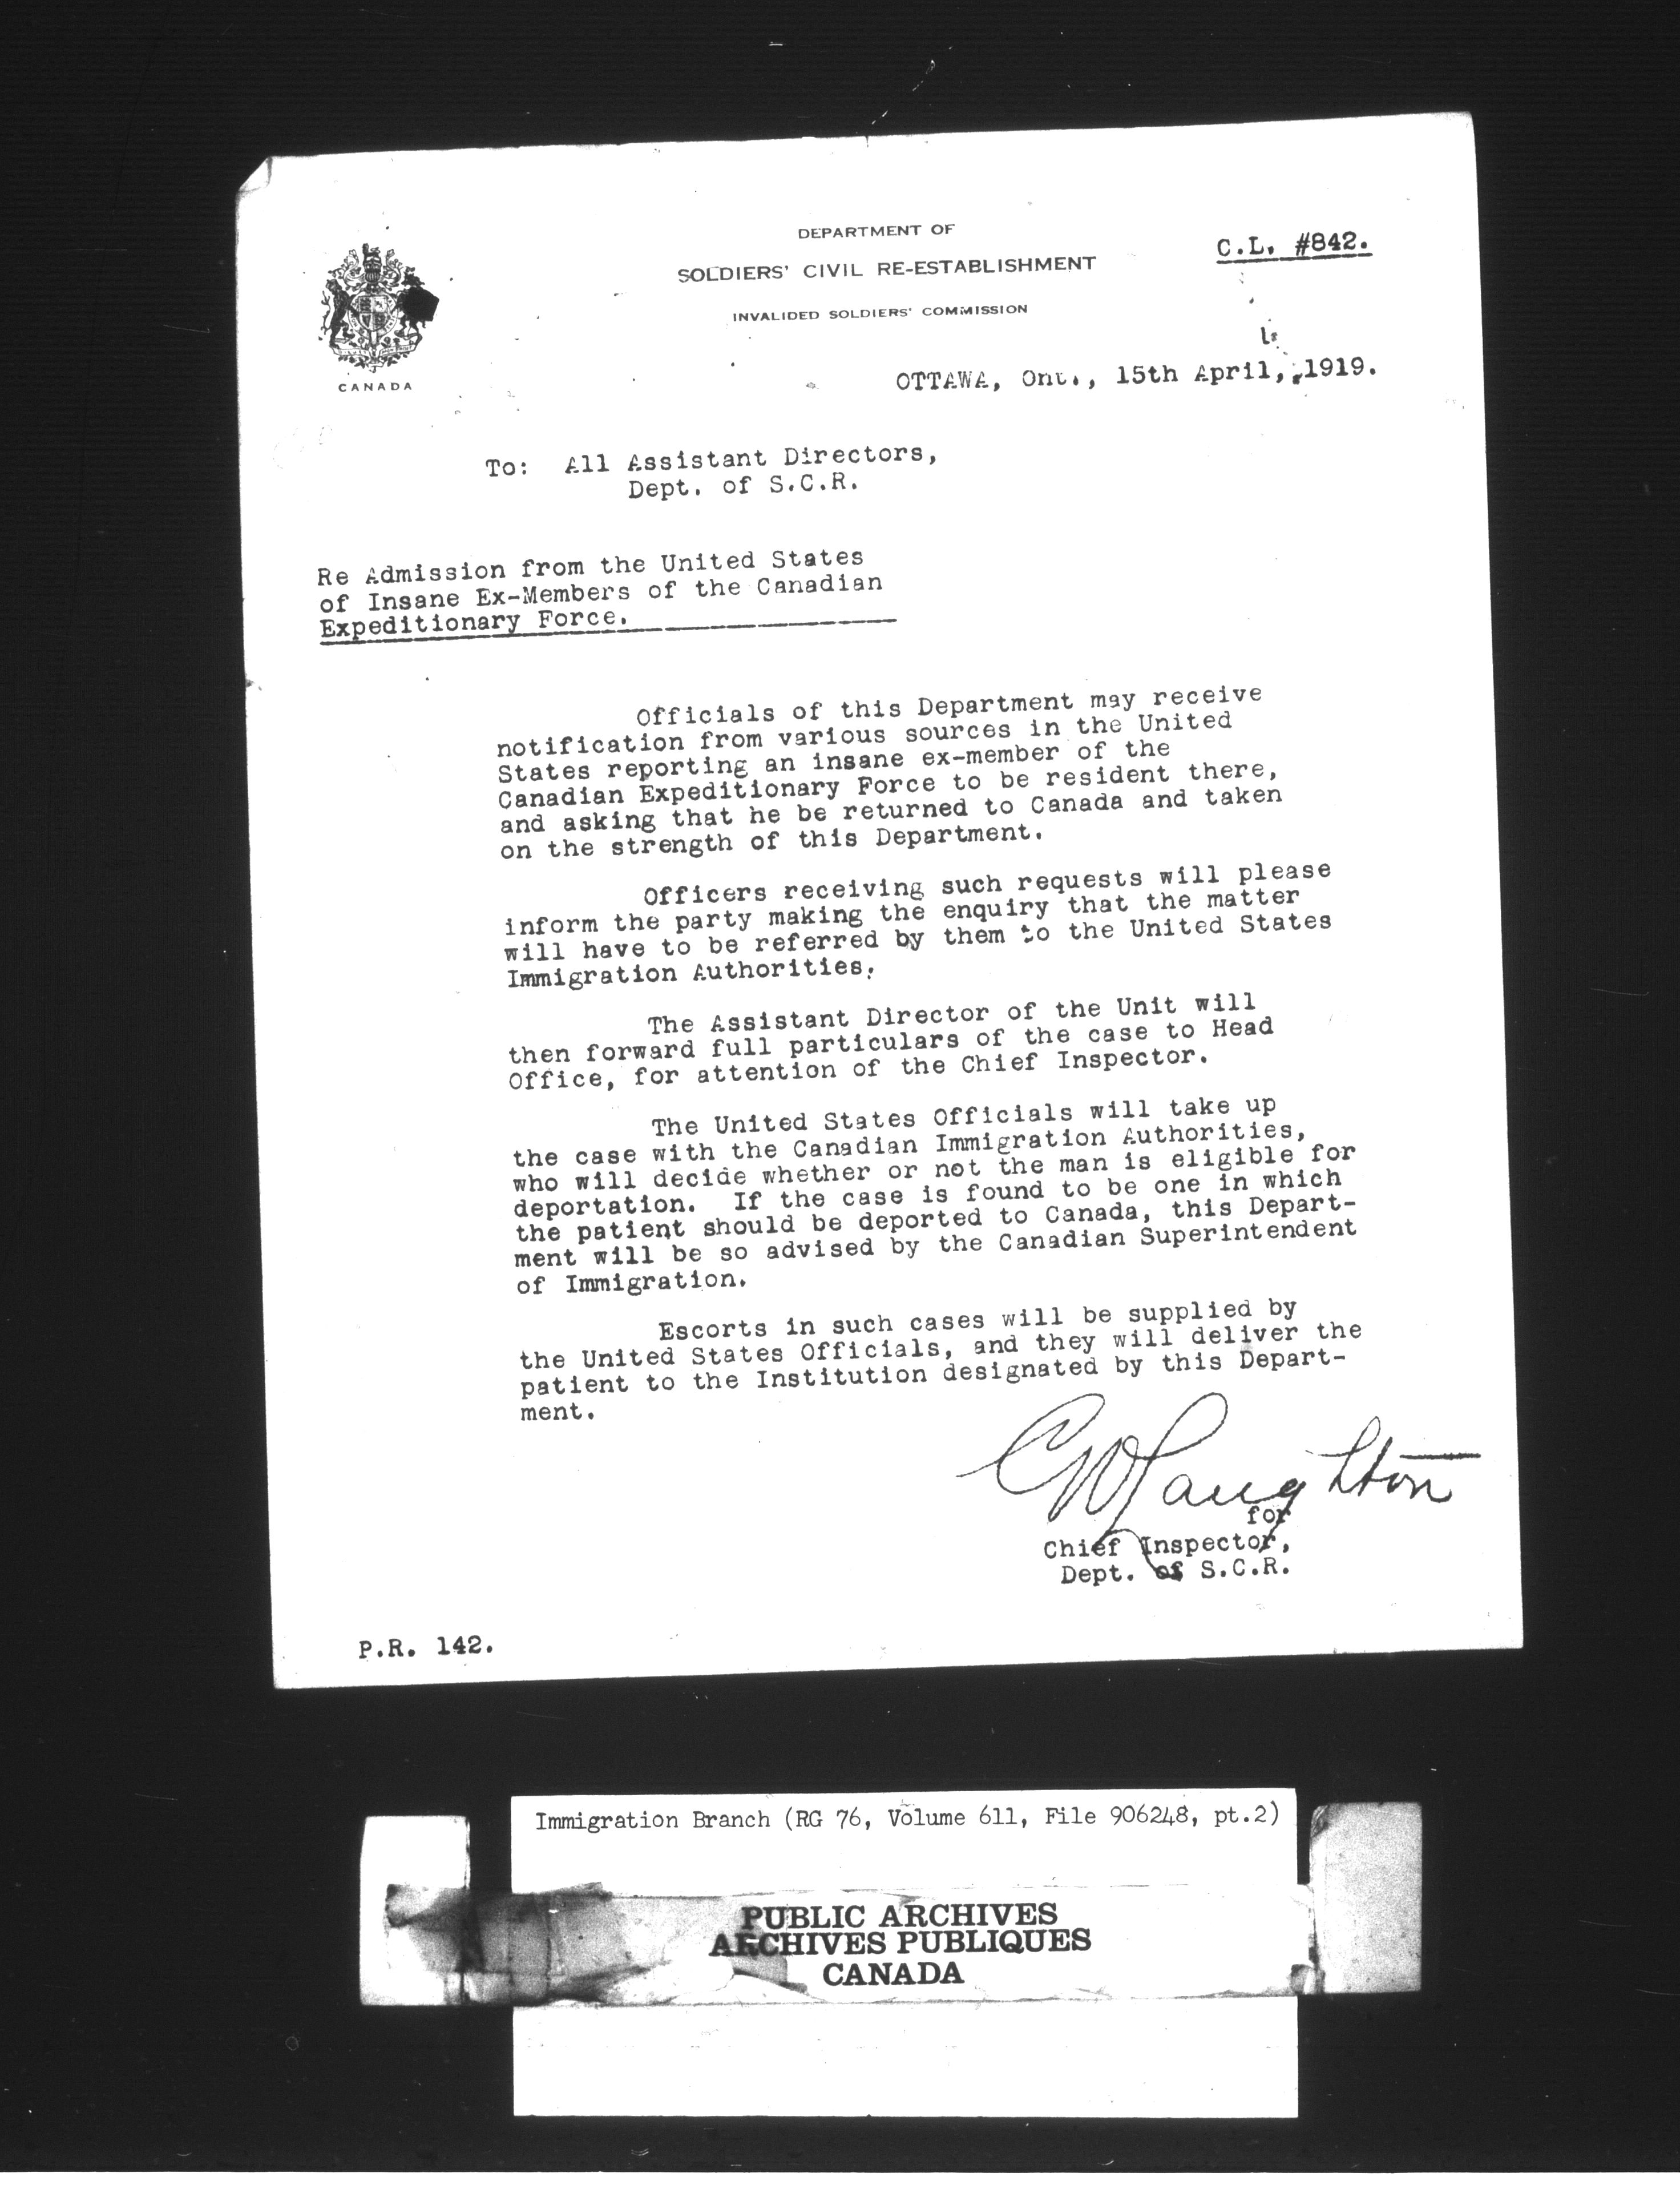 DEPARTMENT OF
SOLDIERS' CIVIL RE-ESTABLISHMENT
INVALIDED SOLDIERS' COMMISSION
C.L. #842.
CANADA
OTTAWA, Ont., 15th April, 1919.
To: All Assistant Directors,
Dept. of S.C.R.
Re Admission from the United States
of Insane Ex-Members of the Canadian
Expeditionary Force.
Officials of this Department may receive
notification from various sources in the United
States reporting an insane ex-member of the
Canadian Expeditionary Force to be resident there,
and asking that he be returned to Canada and taken
on the strength of this Department.
Officers receiving such requests will please
inform the party making the enquiry that the matter
will have to be referred by them to the United States
Immigration Authorities.
The Assistant Director of the Unit will
then forward full particulars of the case to Head
Office, for attention of the Chief Inspector.
The United States Officials will take up
the case with the Canadian Immigration Authorities,
who will decide whether or not the man is eligible for
deportation. If the case is found to be one in which
the patient should be deported to Canada, this Depart-
ment will be so advised by the Canadian Superintendent
of Immigration.
Escorts in such cases will be supplied by
the United States Officials, and they will deliver the
patient to the Institution designated by this Depart-
ment.
for
Chief Inspector,
Dept. of S.C.R.
P.R. 142.
Immigration Branch (RG 76, Volume 611, File 906248, pt.2)
PUBLIC ARCHIVES
ARCHIVES PUBLIQUES
CANADA